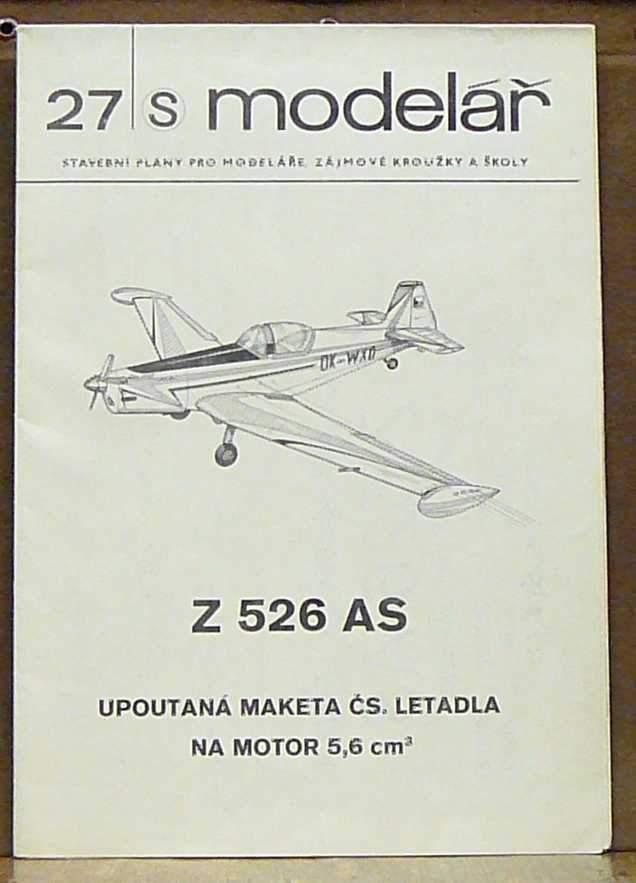 27 S modelář
STAVEBNÍ PLÁNY PRO MODELÁŘE, ZÁJMOVÉ KROUŽKY A ŠKOLY
OK-WXD
Z 526 AS
UPOUTANÁ MAKETA ČS. LETADLA
NA MOTOR 5,6 cm³